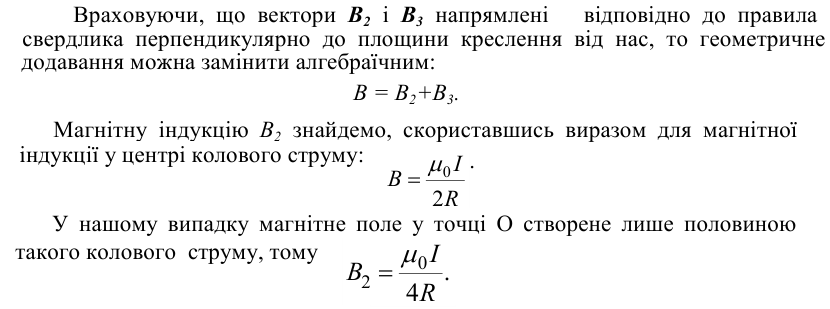 Враховуючи, що вектори B₂ і B₃ напрямлені відповідно до правила
свердлика перпендикулярно до площини креслення від нас, то геометричне
додавання можна замінити алгебраїчним:
B = B₂+B₃.
Магнітну індукцію B₂ знайдемо, скориставшись виразом для магнітної
індукції у центрі колового струму:
B = μ₀I / 2R .
У нашому випадку магнітне поле у точці О створене лише половиною
такого колового струму, тому
B₂ = μ₀I / 4R .